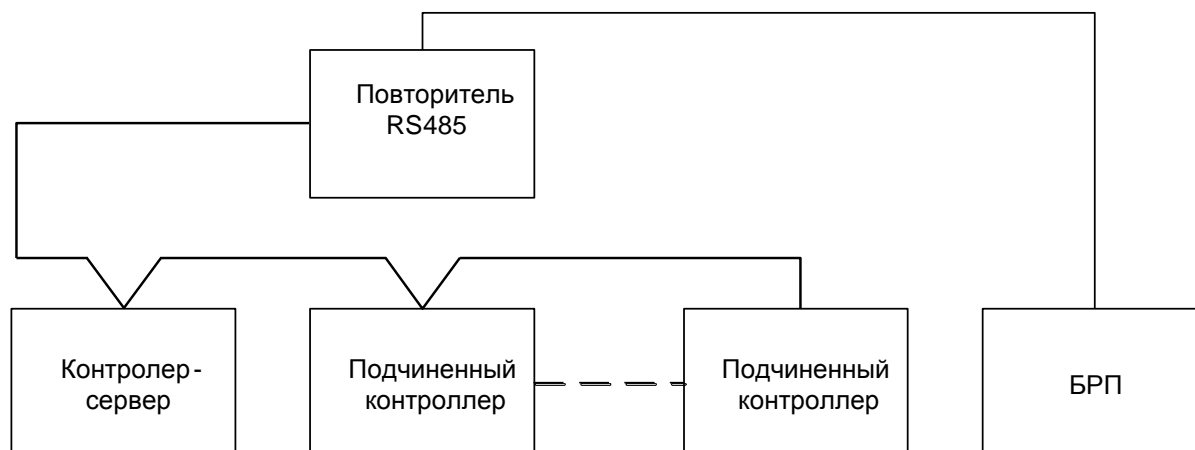 Повторитель
RS485
Контролер-
сервер
Подчиненный
контроллер
Подчиненный
контроллер
БРП